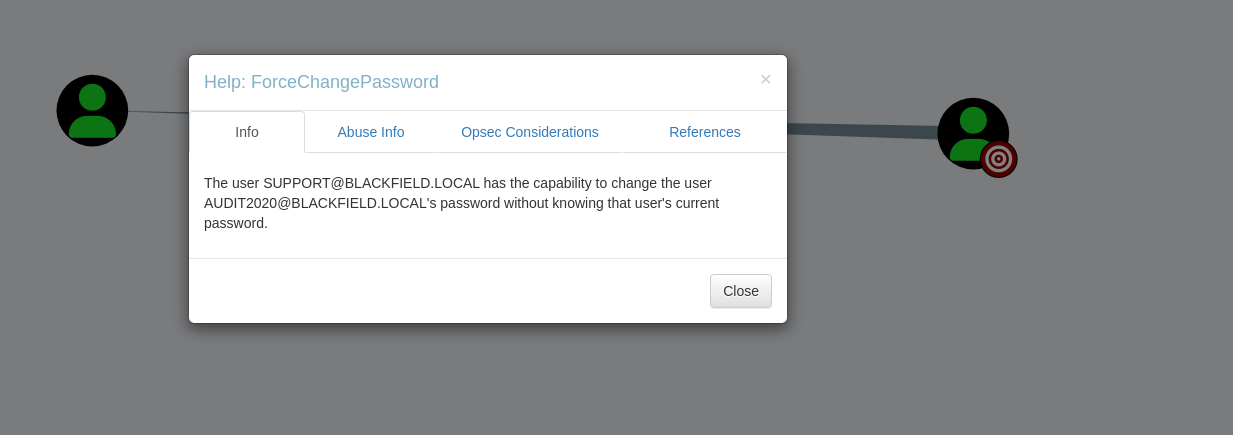 Help: ForceChangePassword
×
Info
Abuse Info
Opsec Considerations
References
The user SUPPORT@BLACKFIELD.LOCAL has the capability to change the user
AUDIT2020@BLACKFIELD.LOCAL's password without knowing that user's current
password.
Close